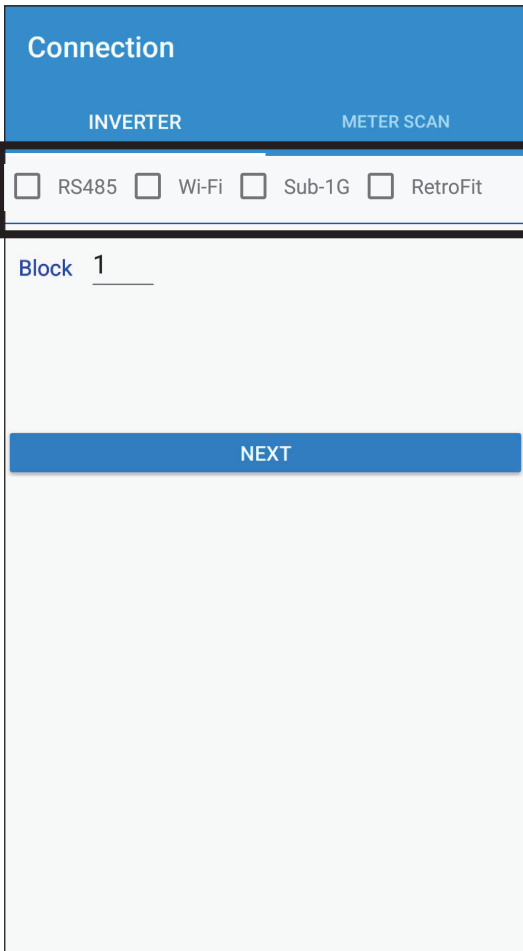 Connection
INVERTER METER SCAN
RS485 Wi-Fi Sub-1G RetroFit
Block 1
NEXT